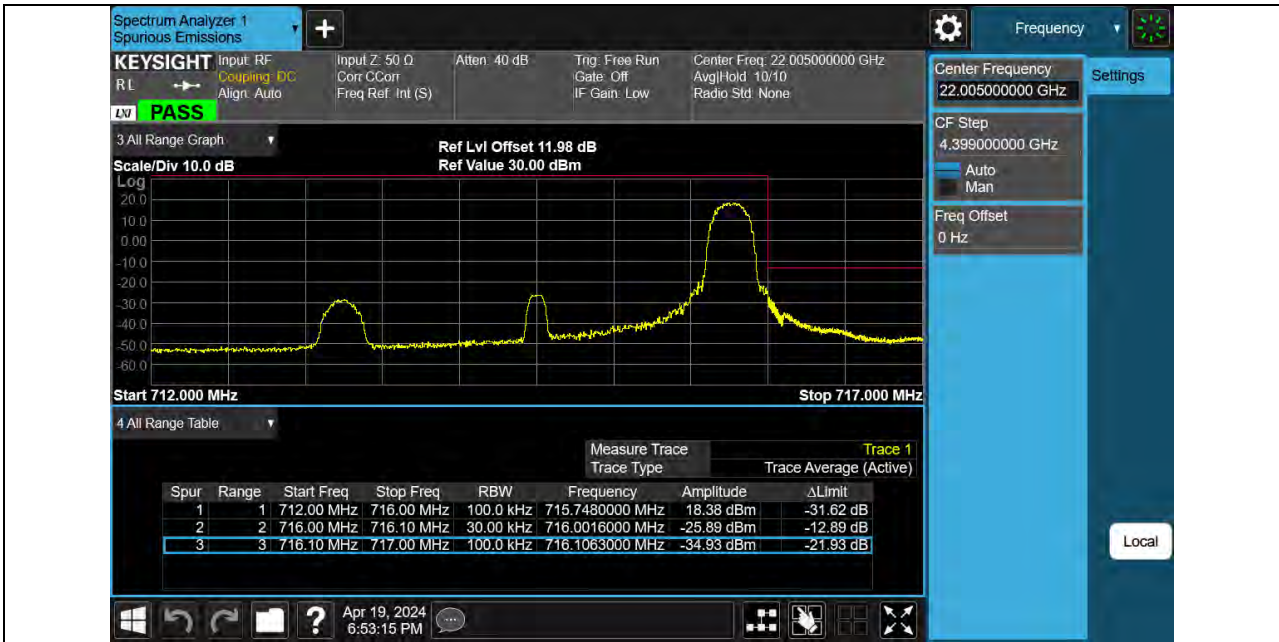 Spectrum Analyzer 1
Spurious Emissions
Frequency
KEYSIGHT
RL
LXI PASS
Input: RF
Coupling: DC
Align: Auto
Input Z: 50 Ω
Corr CCorr
Freq Ref: Int (S)
Atten: 40 dB
Trig: Free Run
Gate: Off
IF Gain: Low
Center Freq: 22.005000000 GHz
Avg|Hold: 10/10
Radio Std: None
Center Frequency
22.005000000 GHz
Settings
CF Step
4.399000000 GHz
Auto
Man
Freq Offset
0 Hz
3 All Range Graph
Scale/Div 10.0 dB
Ref Lvl Offset 11.98 dB
Ref Value 30.00 dBm
Log
20.0
10.0
0.00
-10.0
-20.0
-30.0
-40.0
-50.0
-60.0
Start 712.000 MHz
Stop 717.000 MHz
4 All Range Table
Measure Trace Trace 1
Trace Type Trace Average (Active)
Spur Range Start Freq Stop Freq RBW Frequency Amplitude ΔLimit
1 1 712.00 MHz 716.00 MHz 100.0 kHz 715.7480000 MHz 18.38 dBm -31.62 dB
2 2 716.00 MHz 716.10 MHz 30.00 kHz 716.0016000 MHz -25.89 dBm -12.89 dB
3 3 716.10 MHz 717.00 MHz 100.0 kHz 716.1063000 MHz -34.93 dBm -21.93 dB
Local
?
Apr 19, 2024
6:53:15 PM